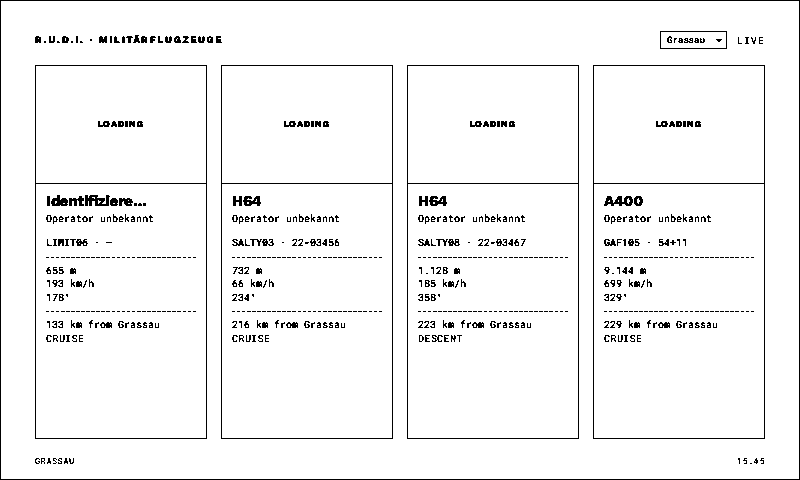 R.U.D.I. · MILITÄRFLUGZEUGE
Grassau
LIVE
LOADING
Identifiziere...
Operator unbekannt
LIMIT06 · —
655 m
193 km/h
178°
133 km from Grassau
CRUISE
LOADING
H64
Operator unbekannt
SALTY03 · 22-03456
732 m
66 km/h
234°
216 km from Grassau
CRUISE
LOADING
H64
Operator unbekannt
SALTY08 · 22-03467
1.128 m
185 km/h
358°
223 km from Grassau
DESCENT
LOADING
A400
Operator unbekannt
GAF105 · 54+11
9.144 m
699 km/h
329°
229 km from Grassau
CRUISE
GRASSAU
15.45